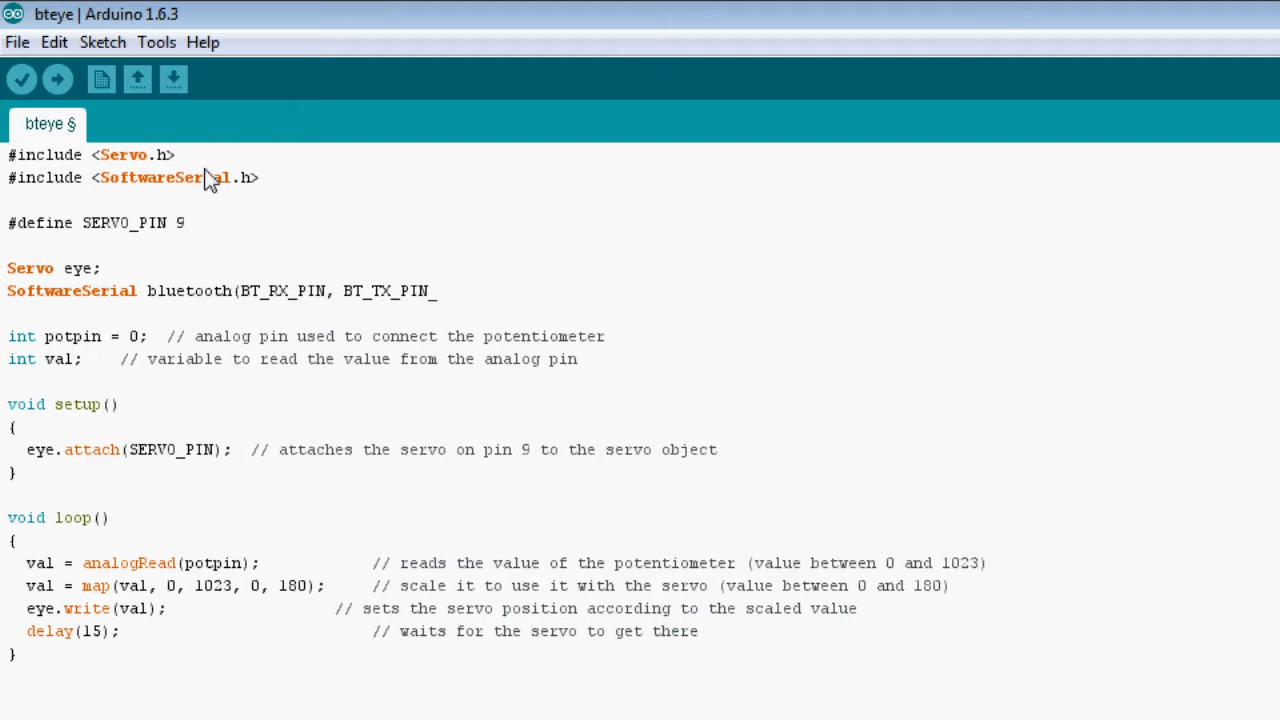 bteye | Arduino 1.6.3
File Edit Sketch Tools Help
bteye §
#include <Servo.h>
#include <SoftwareSerial.h>
#define SERVO_PIN 9
Servo eye;
SoftwareSerial bluetooth(BT_RX_PIN, BT_TX_PIN_
int potpin = 0;  // analog pin used to connect the potentiometer
int val;    // variable to read the value from the analog pin
void setup()
{
  eye.attach(SERVO_PIN);  // attaches the servo on pin 9 to the servo object
}
void loop()
{
  val = analogRead(potpin);            // reads the value of the potentiometer (value between 0 and 1023)
  val = map(val, 0, 1023, 0, 180);     // scale it to use it with the servo (value between 0 and 180)
  eye.write(val);                  // sets the servo position according to the scaled value
  delay(15);                           // waits for the servo to get there
}